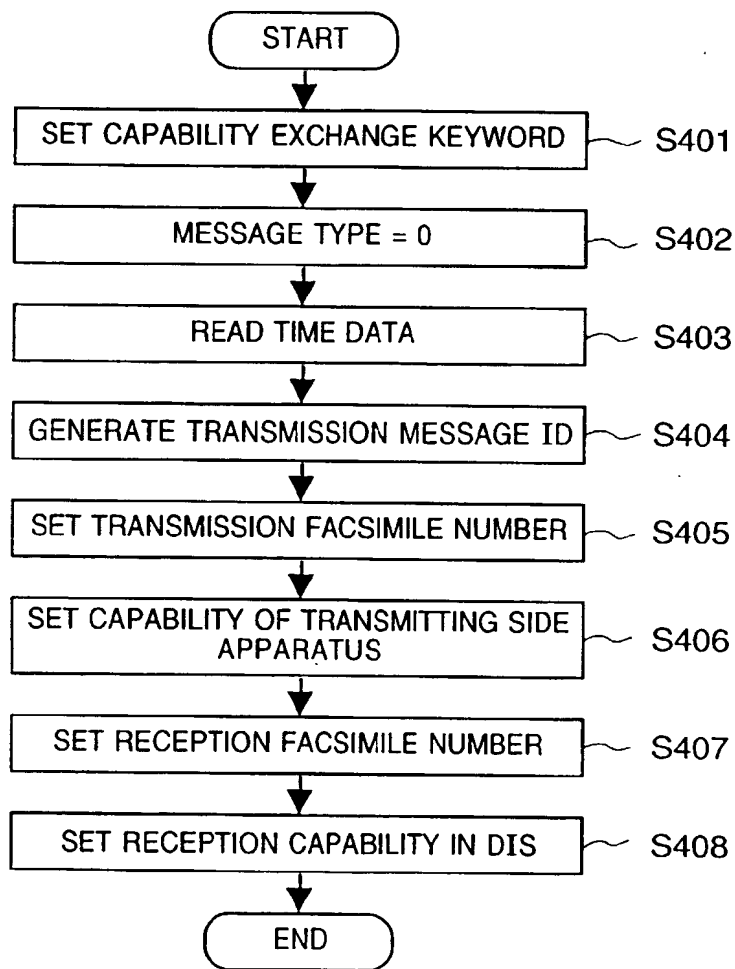 START
SET CAPABILITY EXCHANGE KEYWORD S401
MESSAGE TYPE = 0 S402
READ TIME DATA S403
GENERATE TRANSMISSION MESSAGE ID S404
SET TRANSMISSION FACSIMILE NUMBER S405
SET CAPABILITY OF TRANSMITTING SIDE
APPARATUS S406
SET RECEPTION FACSIMILE NUMBER S407
SET RECEPTION CAPABILITY IN DIS S408
END